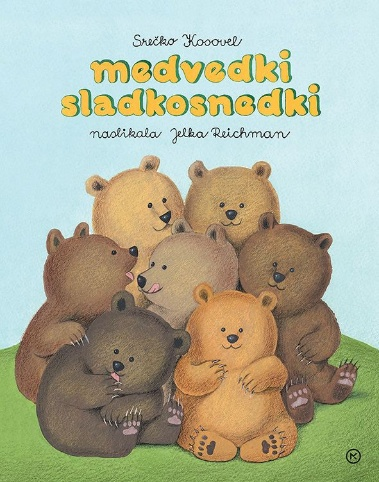 Srečko Kosovel
medvedki
sladkosnedki
naslikala Jelka Reichman